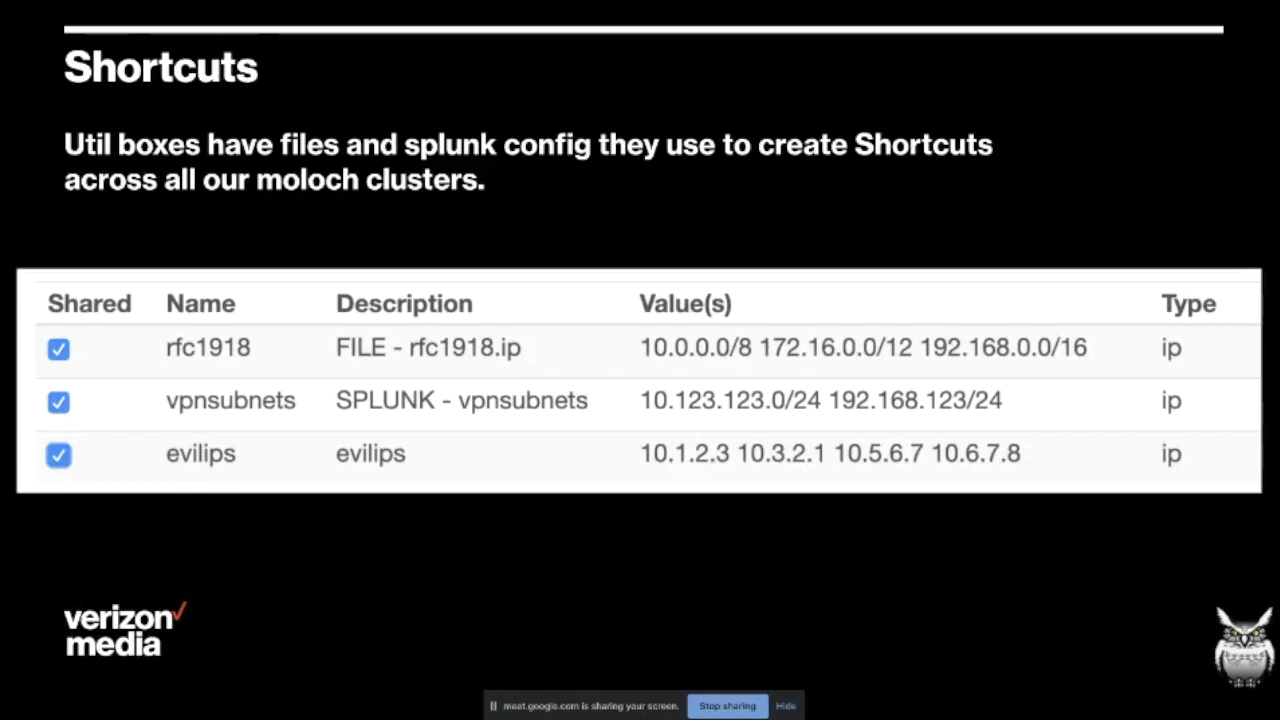 Shortcuts
Util boxes have files and splunk config they use to create Shortcuts
across all our moloch clusters.
Shared Name Description Value(s) Type
rfc1918 FILE - rfc1918.ip 10.0.0.0/8 172.16.0.0/12 192.168.0.0/16 ip
vpnsubnets SPLUNK - vpnsubnets 10.123.123.0/24 192.168.123/24 ip
evilips evilips 10.1.2.3 10.3.2.1 10.5.6.7 10.6.7.8 ip
verizon
media
meet.google.com is sharing your screen. Stop sharing Hide